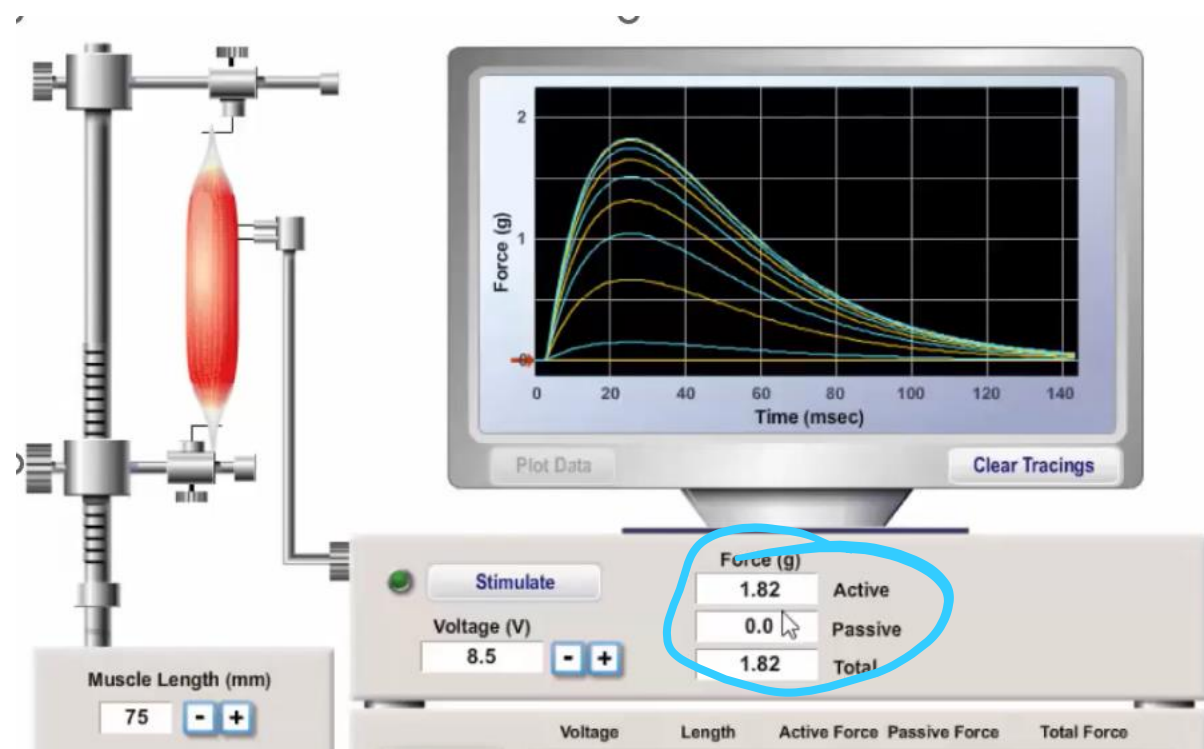 2
1
0
Force (g)
0 20 40 60 80 100 120 140
Time (msec)
Plot Data
Clear Tracings
Force (g)
Stimulate
1.82 Active
Voltage (V)
0.0 Passive
8.5
1.82 Total
Muscle Length (mm)
75
Voltage Length Active Force Passive Force Total Force